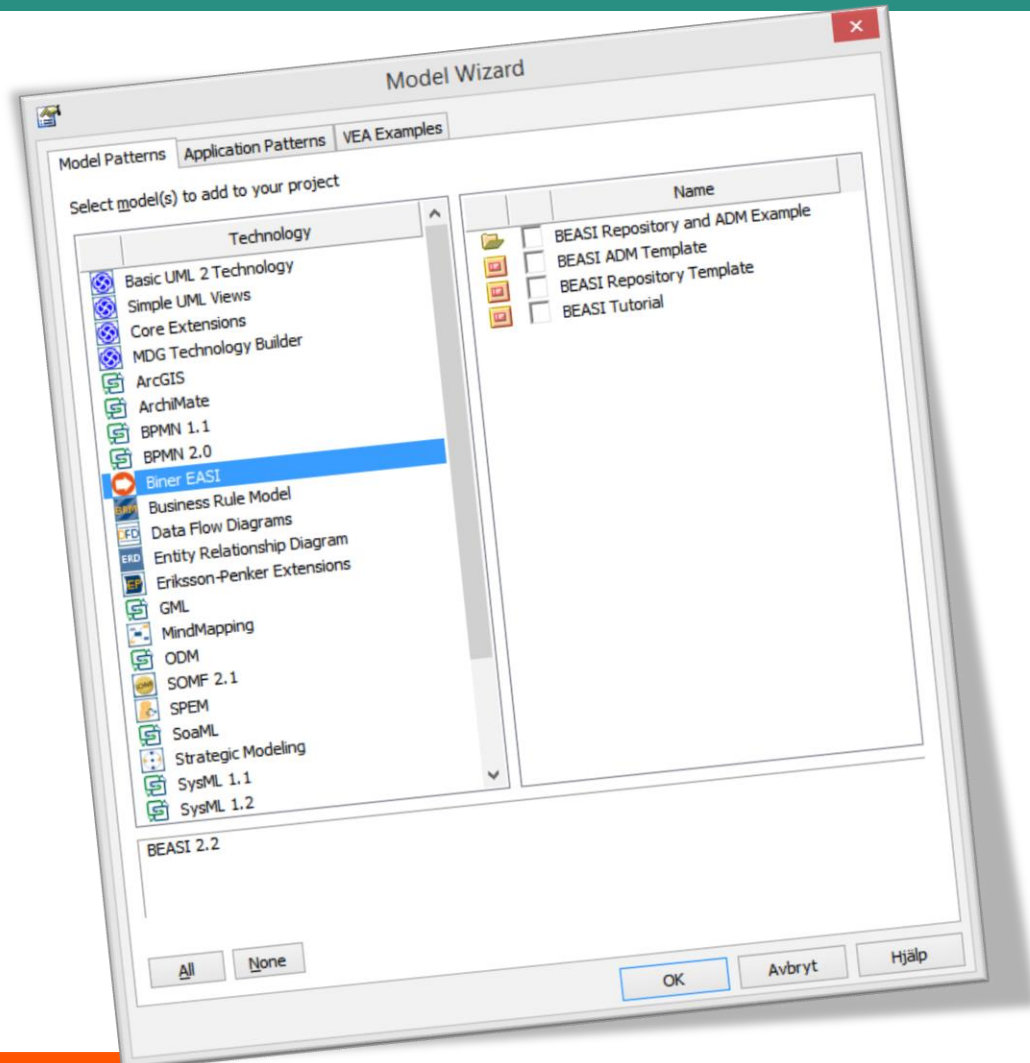 Model Wizard
Model Patterns Application Patterns VEA Examples
Select model(s) to add to your project
Technology
Basic UML 2 Technology
Simple UML Views
Core Extensions
MDG Technology Builder
ArcGIS
ArchiMate
BPMN 1.1
BPMN 2.0
Biner EASI
Business Rule Model
Data Flow Diagrams
Entity Relationship Diagram
Eriksson-Penker Extensions
GML
MindMapping
ODM
SOMF 2.1
SPEM
SoaML
Strategic Modeling
SysML 1.1
SysML 1.2
Name
BEASI Repository and ADM Example
BEASI ADM Template
BEASI Repository Template
BEASI Tutorial
BEASI 2.2
All None
OK Avbryt Hjälp